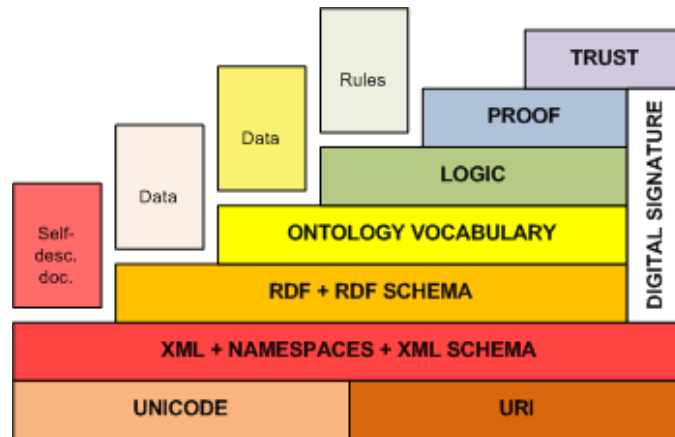 TRUST
Rules
PROOF
Data
LOGIC
Data
ONTOLOGY VOCABULARY
Self-
desc.
doc.
RDF + RDF SCHEMA
DIGITAL SIGNATURE
XML + NAMESPACES + XML SCHEMA
UNICODE
URI